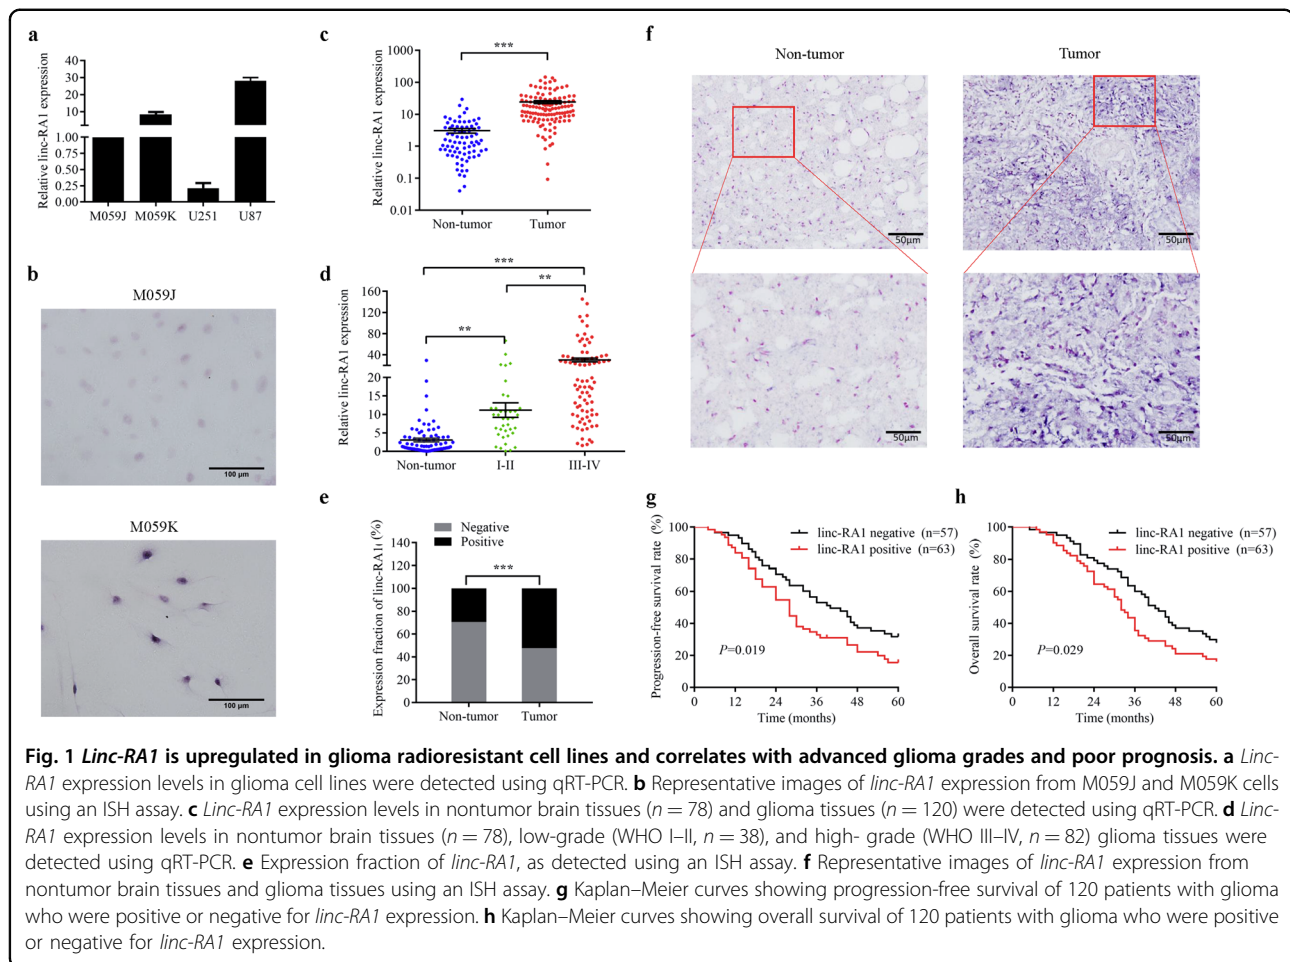 a
Relative linc-RA1 expression
40
30
20
10
0
1.00
0.75
0.50
0.25
0.00
M059J M059K U251 U87
b
M059J
100 μm
M059K
100 μm
c
Relative linc-RA1 expression
1000
100
10
1
0.1
0.01
***
Non-tumor Tumor
d
Relative linc-RA1 expression
160
120
80
40
20
15
10
5
0
***
**
**
Non-tumor I-II III-IV
e
Negative
Positive
Expression fraction of linc-RA1 (%)
140
120
100
80
60
40
20
0
***
Non-tumor Tumor
f
Non-tumor Tumor
50μm 50μm
50μm 50μm
g
Progression-free survival rate (%)
100
80
60
40
20
0
linc-RA1 negative (n=57)
linc-RA1 positive (n=63)
P=0.019
0 12 24 36 48 60
Time (months)
h
Overall survival rate (%)
100
80
60
40
20
0
linc-RA1 negative (n=57)
linc-RA1 positive (n=63)
P=0.029
0 12 24 36 48 60
Time (months)
Fig. 1 Linc-RA1 is upregulated in glioma radioresistant cell lines and correlates with advanced glioma grades and poor prognosis. a Linc-
RA1 expression levels in glioma cell lines were detected using qRT-PCR. b Representative images of linc-RA1 expression from M059J and M059K cells
using an ISH assay. c Linc-RA1 expression levels in nontumor brain tissues (n = 78) and glioma tissues (n = 120) were detected using qRT-PCR. d Linc-
RA1 expression levels in nontumor brain tissues (n = 78), low-grade (WHO I–II, n = 38), and high- grade (WHO III–IV, n = 82) glioma tissues were
detected using qRT-PCR. e Expression fraction of linc-RA1, as detected using an ISH assay. f Representative images of linc-RA1 expression from
nontumor brain tissues and glioma tissues using an ISH assay. g Kaplan–Meier curves showing progression-free survival of 120 patients with glioma
who were positive or negative for linc-RA1 expression. h Kaplan–Meier curves showing overall survival of 120 patients with glioma who were positive
or negative for linc-RA1 expression.